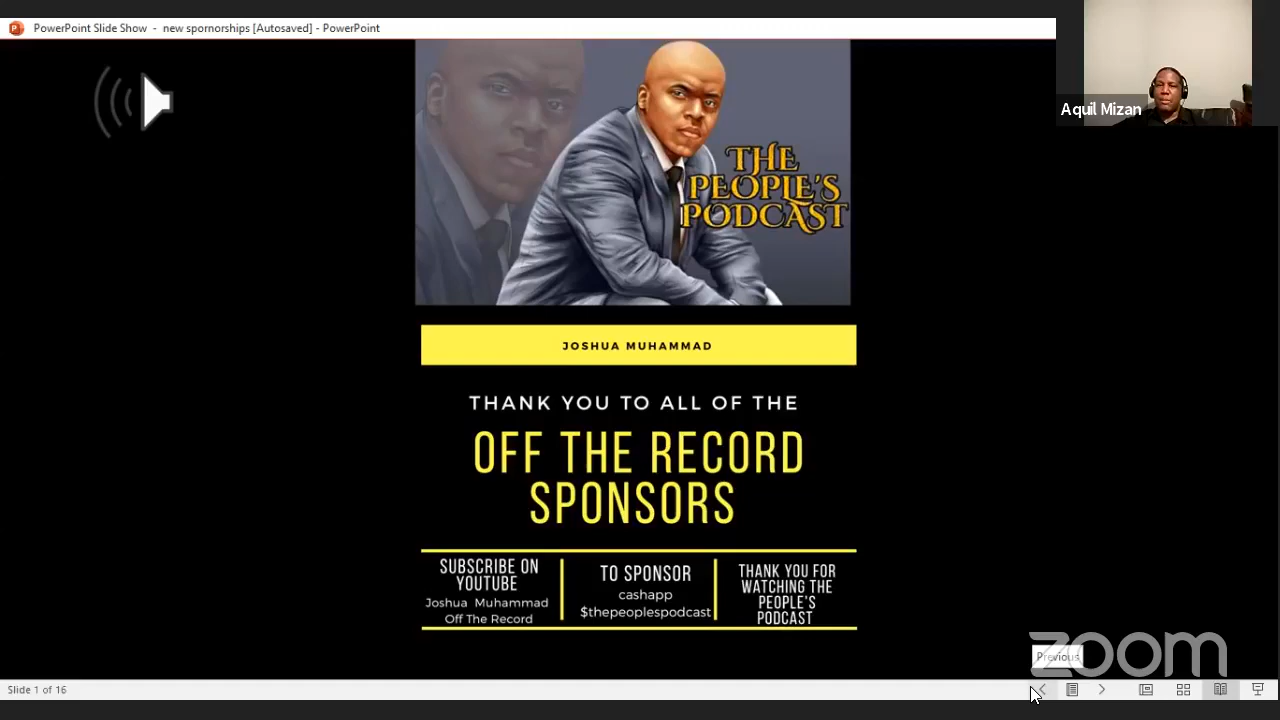 PowerPoint Slide Show - new spornorships [Autosaved] - PowerPoint
Aquil Mizan
THE
PEOPLE'S
PODCAST
JOSHUA MUHAMMAD
THANK YOU TO ALL OF THE
OFF THE RECORD
SPONSORS
SUBSCRIBE ON
YOUTUBE
Joshua Muhammad
Off The Record
TO SPONSOR
cashapp
$thepeoplespodcast
THANK YOU FOR
WATCHING THE
PEOPLE'S
PODCAST
zoom
Previous
Slide 1 of 16